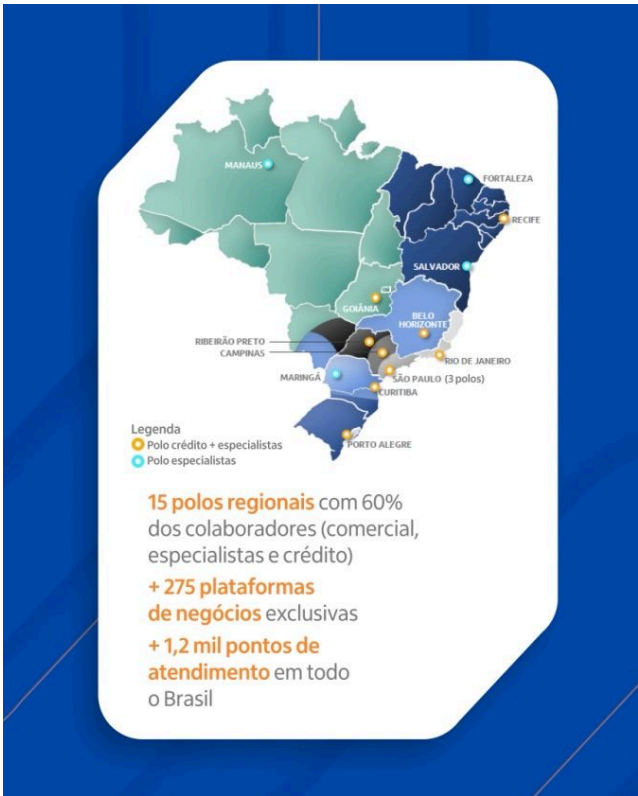 MANAUS
FORTALEZA
RECIFE
SALVADOR
GOIÂNIA
BELO
HORIZONTE
RIBEIRÃO PRETO
CAMPINAS
RIO DE JANEIRO
MARINGÁ
SÃO PAULO (3 polos)
CURITIBA
PORTO ALEGRE
Legenda
Polo crédito + especialistas
Polo especialistas
15 polos regionais com 60%
dos colaboradores (comercial,
especialistas e crédito)
+ 275 plataformas
de negócios exclusivas
+ 1,2 mil pontos de
atendimento em todo
o Brasil